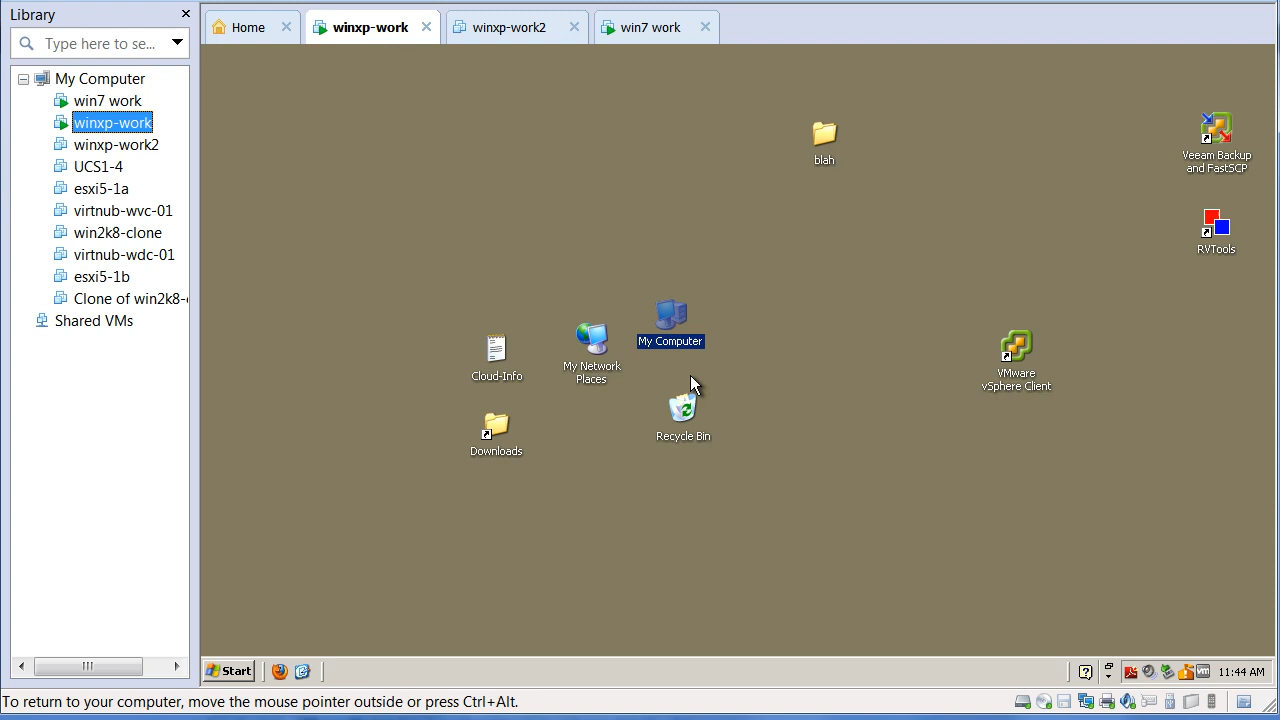 Library
Type here to se...
My Computer
win7 work
winxp-work
winxp-work2
UCS1-4
esxi5-1a
virtnub-wvc-01
win2k8-clone
virtnub-wdc-01
esxi5-1b
Clone of win2k8-
Shared VMs
Home
winxp-work
winxp-work2
win7 work
blah
Veeam Backup
and FastSCP
RVTools
My Computer
My Network
Places
Cloud-Info
VMware
vSphere Client
Recycle Bin
Downloads
Start
11:44 AM
To return to your computer, move the mouse pointer outside or press Ctrl+Alt.